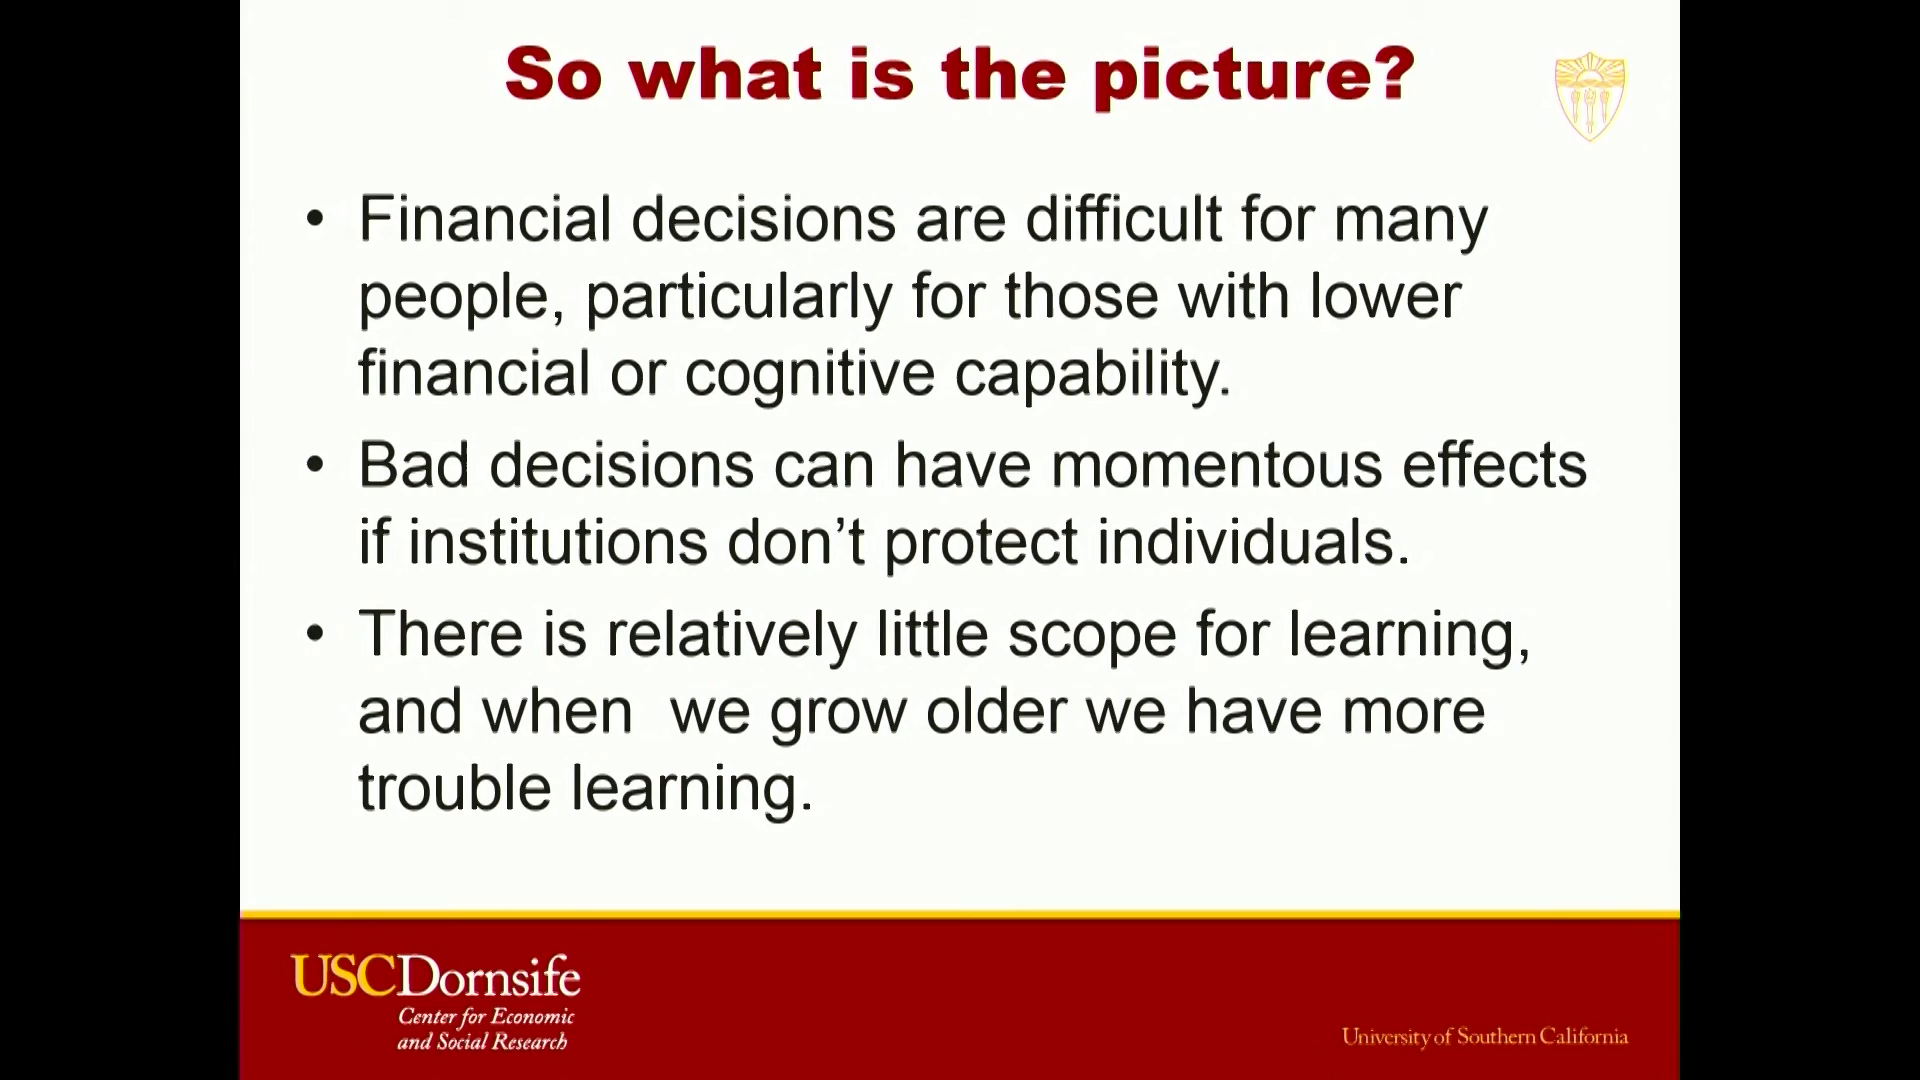 So what is the picture?
• Financial decisions are difficult for many
people, particularly for those with lower
financial or cognitive capability.
• Bad decisions can have momentous effects
if institutions don’t protect individuals.
• There is relatively little scope for learning,
and when  we grow older we have more
trouble learning.
USCDornsife
Center for Economic
and Social Research
University of Southern California